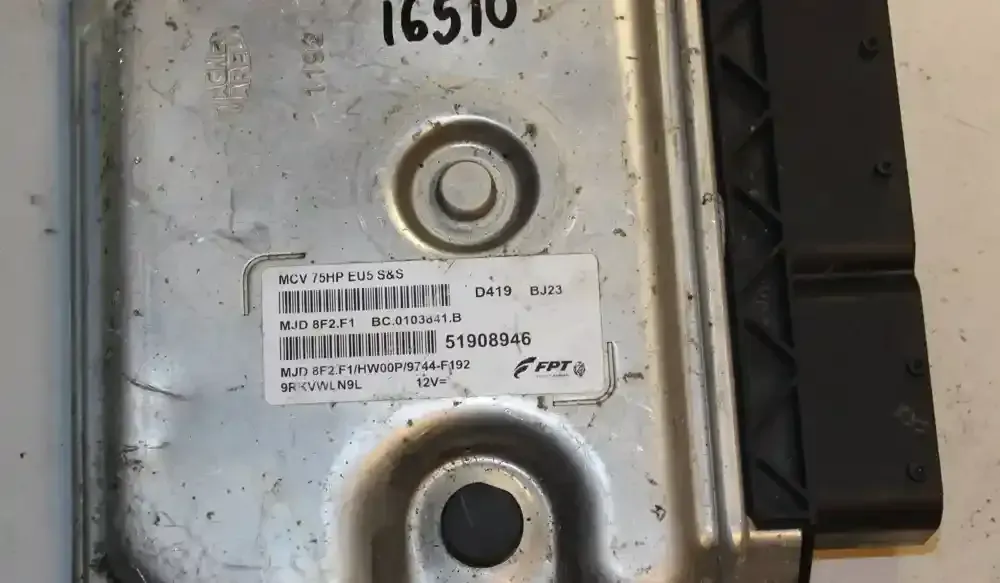 16510
1192
MCV 75HP EU5 S&S
D419 BJ23
MJD 8F2.F1 BC.0103841.B
51908946
MJD 8F2.F1/HW00P/9744-F192
12V=
FPT